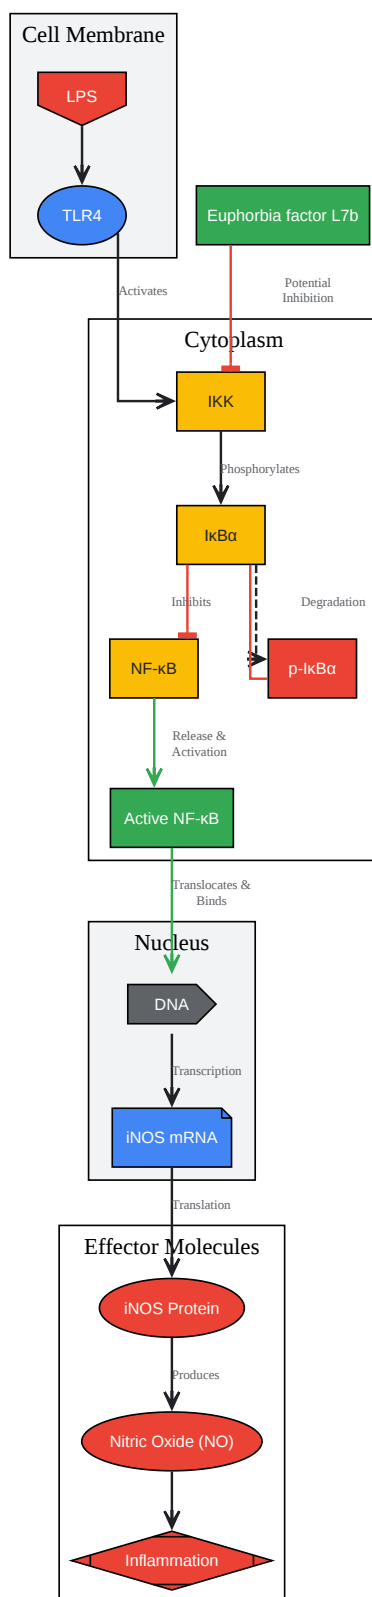 Cell Membrane
LPS
TLR4
Euphorbia factor L7b
Activates
Potential
Inhibition
Cytoplasm
IKK
Phosphorylates
IκBα
Inhibits
Degradation
NF-κB
p-IκBα
Release &
Activation
Active NF-κB
Translocates &
Binds
Nucleus
DNA
Transcription
iNOS mRNA
Translation
Effector Molecules
iNOS Protein
Produces
Nitric Oxide (NO)
Inflammation